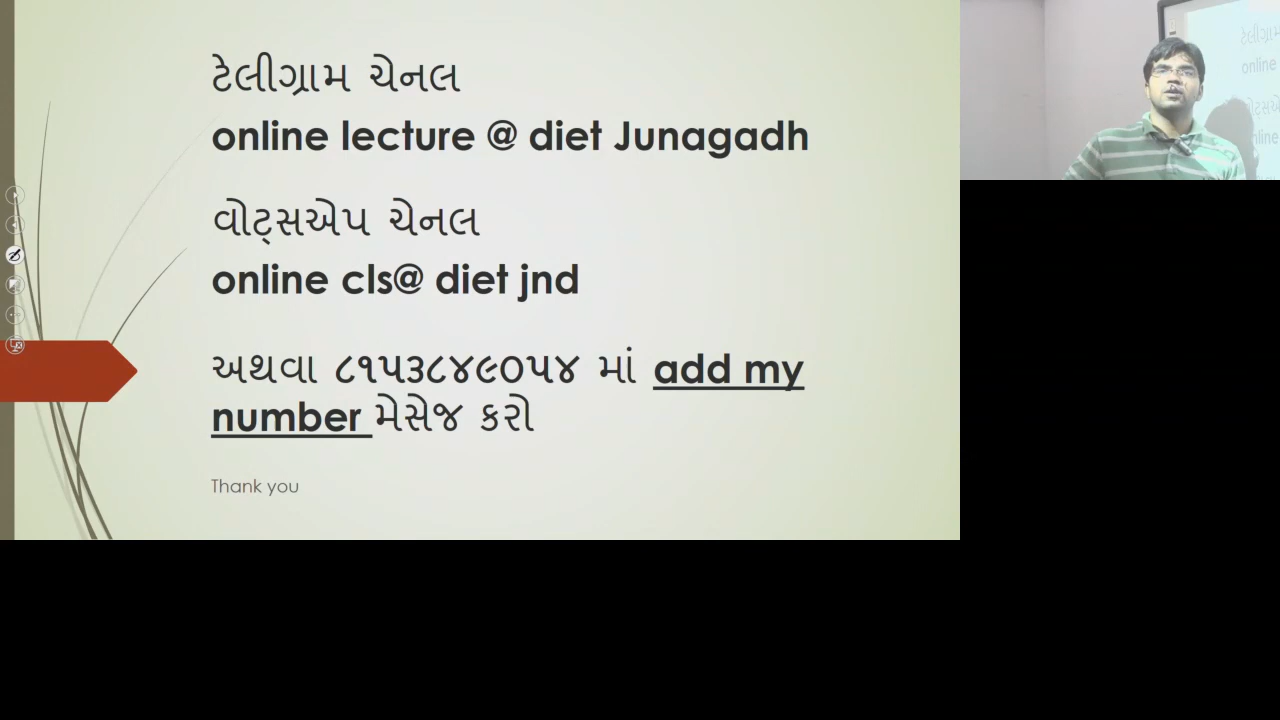 ટેલીગ્રામ ચેનલ
online lecture @ diet Junagadh
વોટ્સએપ ચેનલ
online cls@ diet jnd
અથવા ૮૧૫૩૮૪૯૦૫૪ માં add my
number મેસેજ કરો
Thank you
online